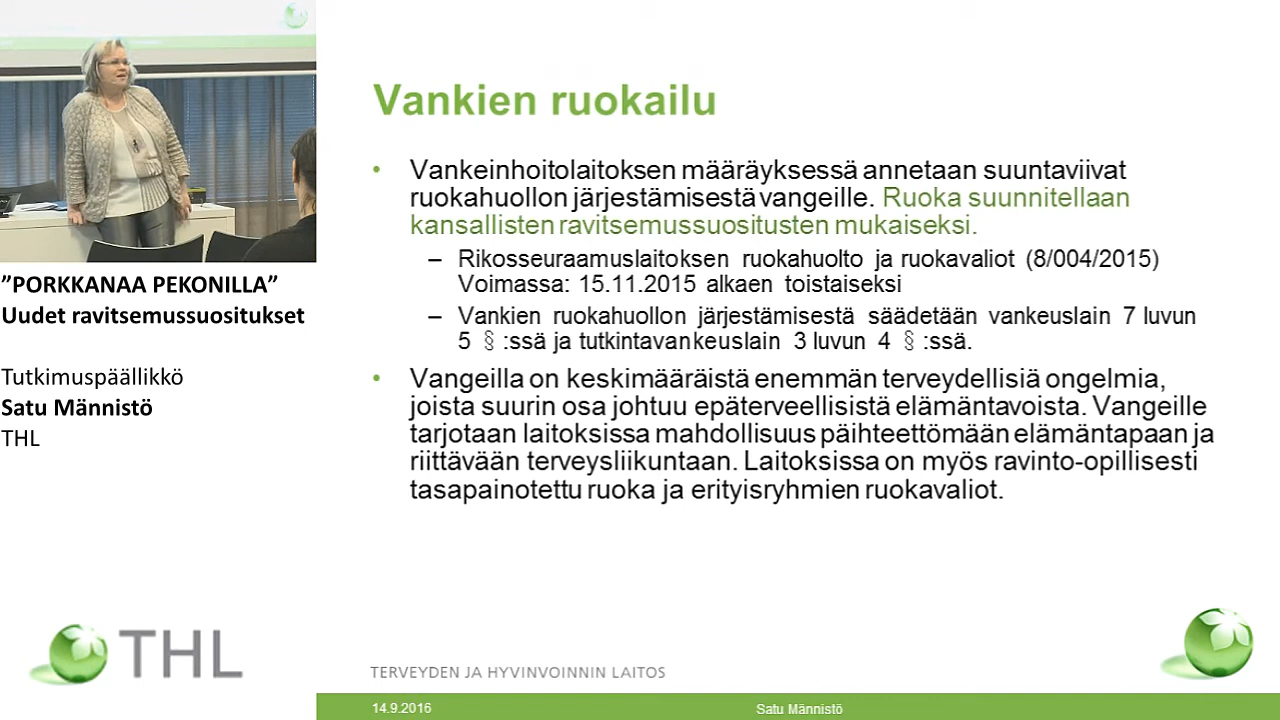 ”PORKKANAA PEKONILLA”
Uudet ravitsemussuositukset
Tutkimuspäällikkö
Satu Männistö
THL
THL
Vankien ruokailu
• Vankeinhoitolaitoksen määräyksessä annetaan suuntaviivat
ruokahuollon järjestämisestä vangeille. Ruoka suunnitellaan
kansallisten ravitsemussuositusten mukaiseksi.
– Rikosseuraamuslaitoksen ruokahuolto ja ruokavaliot (8/004/2015)
Voimassa: 15.11.2015 alkaen toistaiseksi
– Vankien ruokahuollon järjestämisestä säädetään vankeuslain 7 luvun
5 § :ssä ja tutkintavankeuslain 3 luvun 4 § :ssä.
• Vangeilla on keskimääräistä enemmän terveydellisiä ongelmia,
joista suurin osa johtuu epäterveellisistä elämäntavoista. Vangeille
tarjotaan laitoksissa mahdollisuus päihteettömään elämäntapaan ja
riittävään terveysliikuntaan. Laitoksissa on myös ravinto-opillisesti
tasapainotettu ruoka ja erityisryhmien ruokavaliot.
TERVEYDEN JA HYVINVOINNIN LAITOS
14.9.2016
Satu Männistö